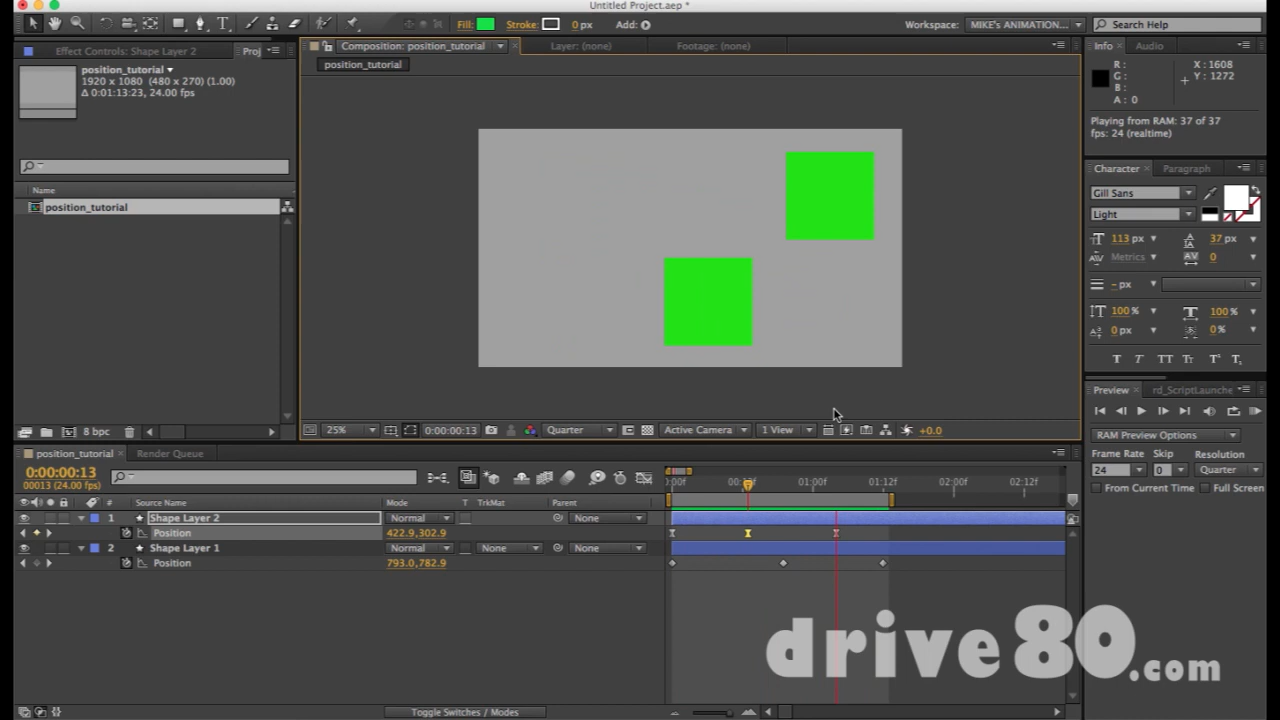 Untitled Project.aep *
Fill: Stroke: 0 px Add: Workspace: MIKE'S ANIMATION... Search Help
Effect Controls: Shape Layer 2 Proj
position_tutorial
1920 x 1080 (480 x 270) (1.00)
Δ 0:01:13:23, 24.00 fps
Name
position_tutorial
8 bpc
Composition: position_tutorial Layer: (none) Footage: (none)
position_tutorial
25% 0:00:00:13 Quarter Active Camera 1 View +0.0
Info Audio
R: X : 1608
G: Y : 1272
B:
A : 0
Playing from RAM: 37 of 37
fps: 24 (realtime)
Character Paragraph
Gill Sans
Light
113 px 37 px
Metrics 0
- px
100% 100%
0 px 0%
T T TT Tr T' T,
Preview rd_ScriptLaunche
RAM Preview Options
Frame Rate Skip Resolution
24 0 Quarter
From Current Time Full Screen
position_tutorial Render Queue
0:00:00:13
00013 (24.00 fps)
# Source Name Mode T TrkMat Parent
1 Shape Layer 2 Normal None
Position 422.9,302.9
2 Shape Layer 1 Normal None None
Position 793.0,782.9
01:00f 01:12f 02:00f 02:12f
Toggle Switches / Modes
drive80.com